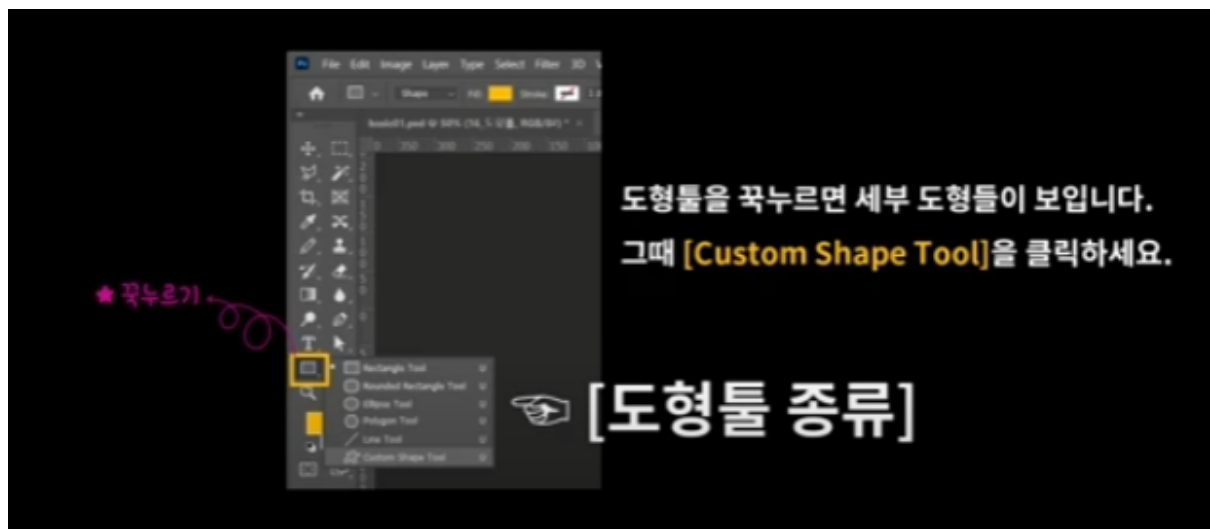 File Edit Image Layer Type Select Filter 3D
Shape Fill: Stroke:
도형툴을 꾹누르면 세부 도형들이 보입니다.
그때 [Custom Shape Tool]을 클릭하세요.
★ 꾹누르기
Rectangle Tool U
Rounded Rectangle Tool U
Ellipse Tool U
Polygon Tool U
Line Tool U
Custom Shape Tool U
[도형툴 종류]